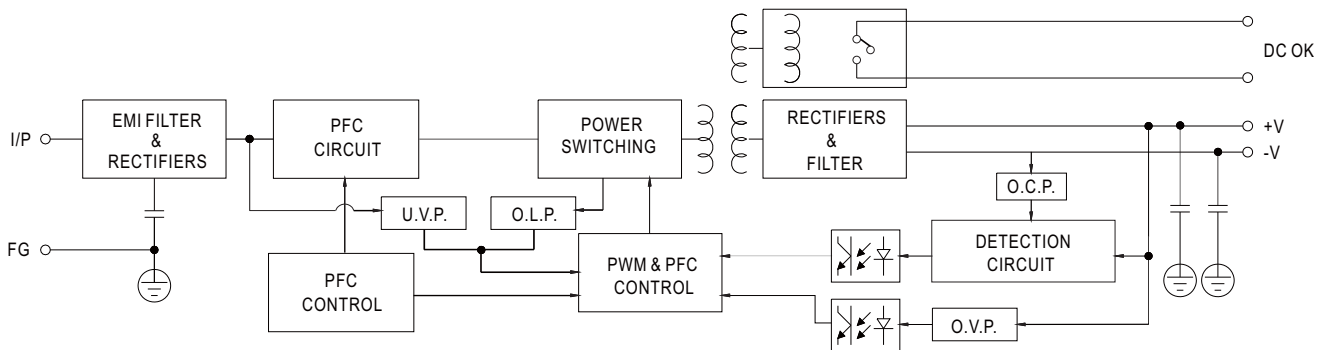 DC OK
I/P
EMI FILTER
&
RECTIFIERS
PFC
CIRCUIT
POWER
SWITCHING
RECTIFIERS
&
FILTER
+V
-V
U.V.P.
O.L.P.
O.C.P.
FG
PFC
CONTROL
PWM & PFC
CONTROL
DETECTION
CIRCUIT
O.V.P.